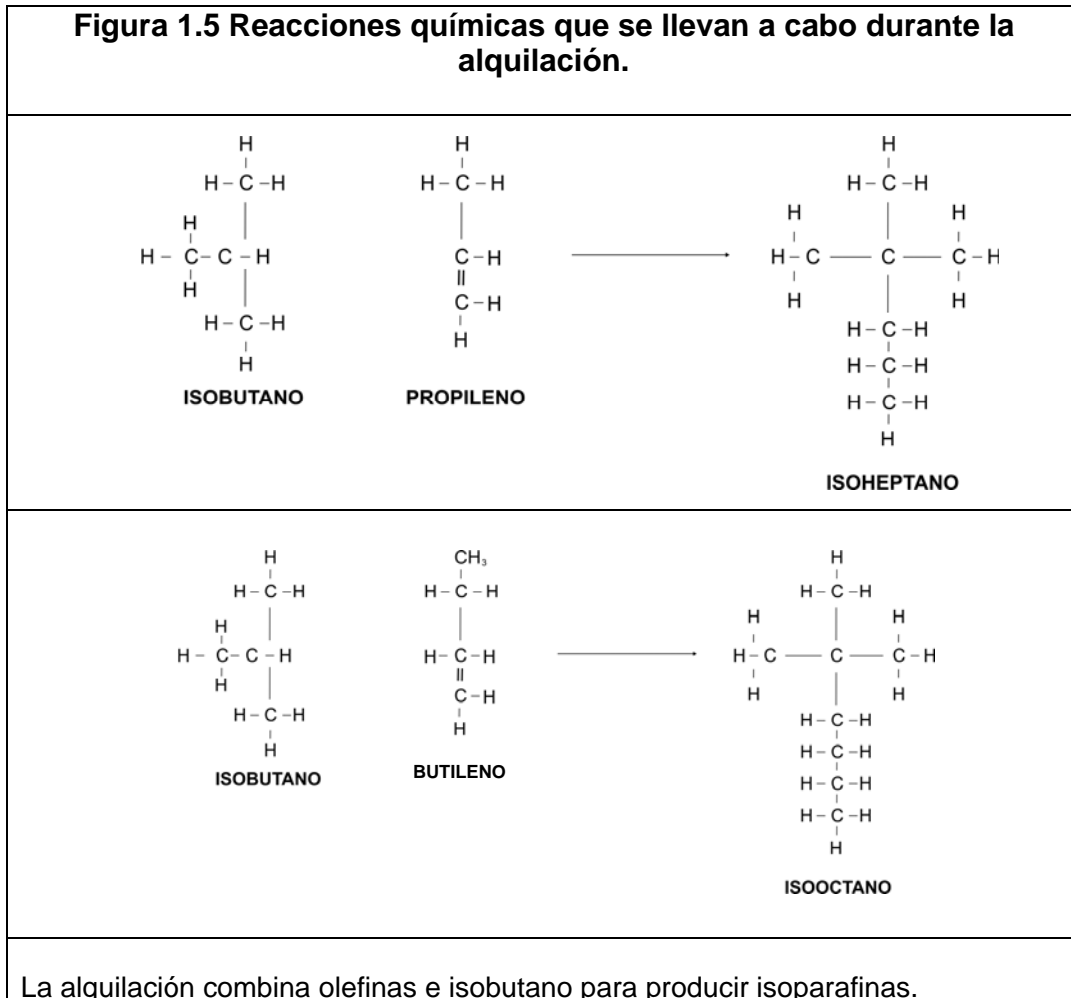 Figura 1.5 Reacciones químicas que se llevan a cabo durante la
alquilación.
H H H
H – C – H H – C – H H – C – H
H H H
H – C – C – H C – H H – C — C — C – H
H H H
H – C – H C – H H – C – H
H H H – C – H
H – C – H
H
ISOBUTANO PROPILENO
ISOHEPTANO
H CH₃ H
H – C – H H – C – H H – C – H
H H H
H – C – C – H H – C – H H – C — C — C – H
H H H
H – C – H C – H H – C – H
H H H – C – H
H – C – H
H – C – H
H
ISOBUTANO BUTILENO
ISOOCTANO
La alquilación combina olefinas e isobutano para producir isoparafinas.